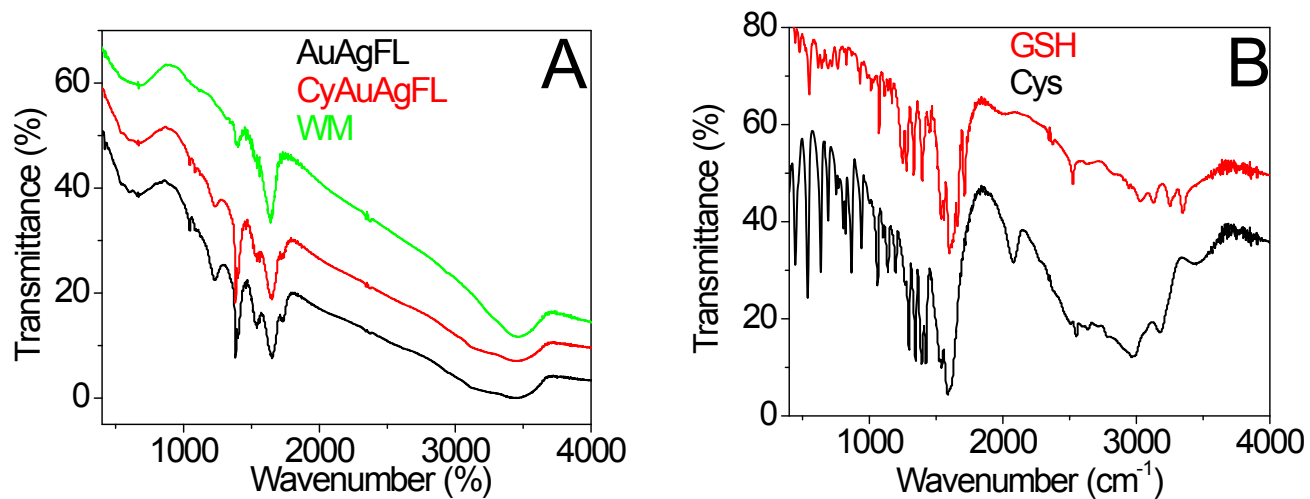 A
AuAgFL
CyAuAgFL
WM
Transmittance (%)
60
40
20
0
1000 2000 3000 4000
Wavenumber (%)
B
GSH
Cys
Transmittance (%)
80
60
40
20
0
1000 2000 3000 4000
Wavenumber (cm⁻¹)